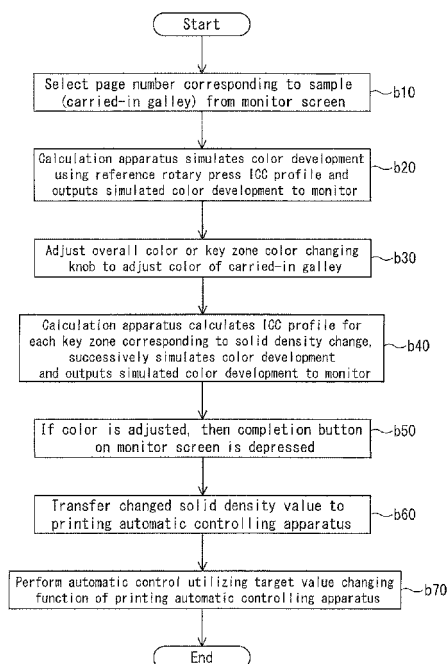 Start
Select page number corresponding to sample
(carried-in galley) from monitor screen
b10
Calculation apparatus simulates color development
using reference rotary press ICC profile and
outputs simulated color development to monitor
b20
Adjust overall color or key zone color changing
knob to adjust color of carried-in galley
b30
Calculation apparatus calculates ICC profile for
each key zone corresponding to solid density change,
successively simulates color development
and outputs simulated color development to monitor
b40
If color is adjusted, then completion button
on monitor screen is depressed
b50
Transfer changed solid density value to
printing automatic controlling apparatus
b60
Perform automatic control utilizing target value changing
function of printing automatic controlling apparatus
b70
End